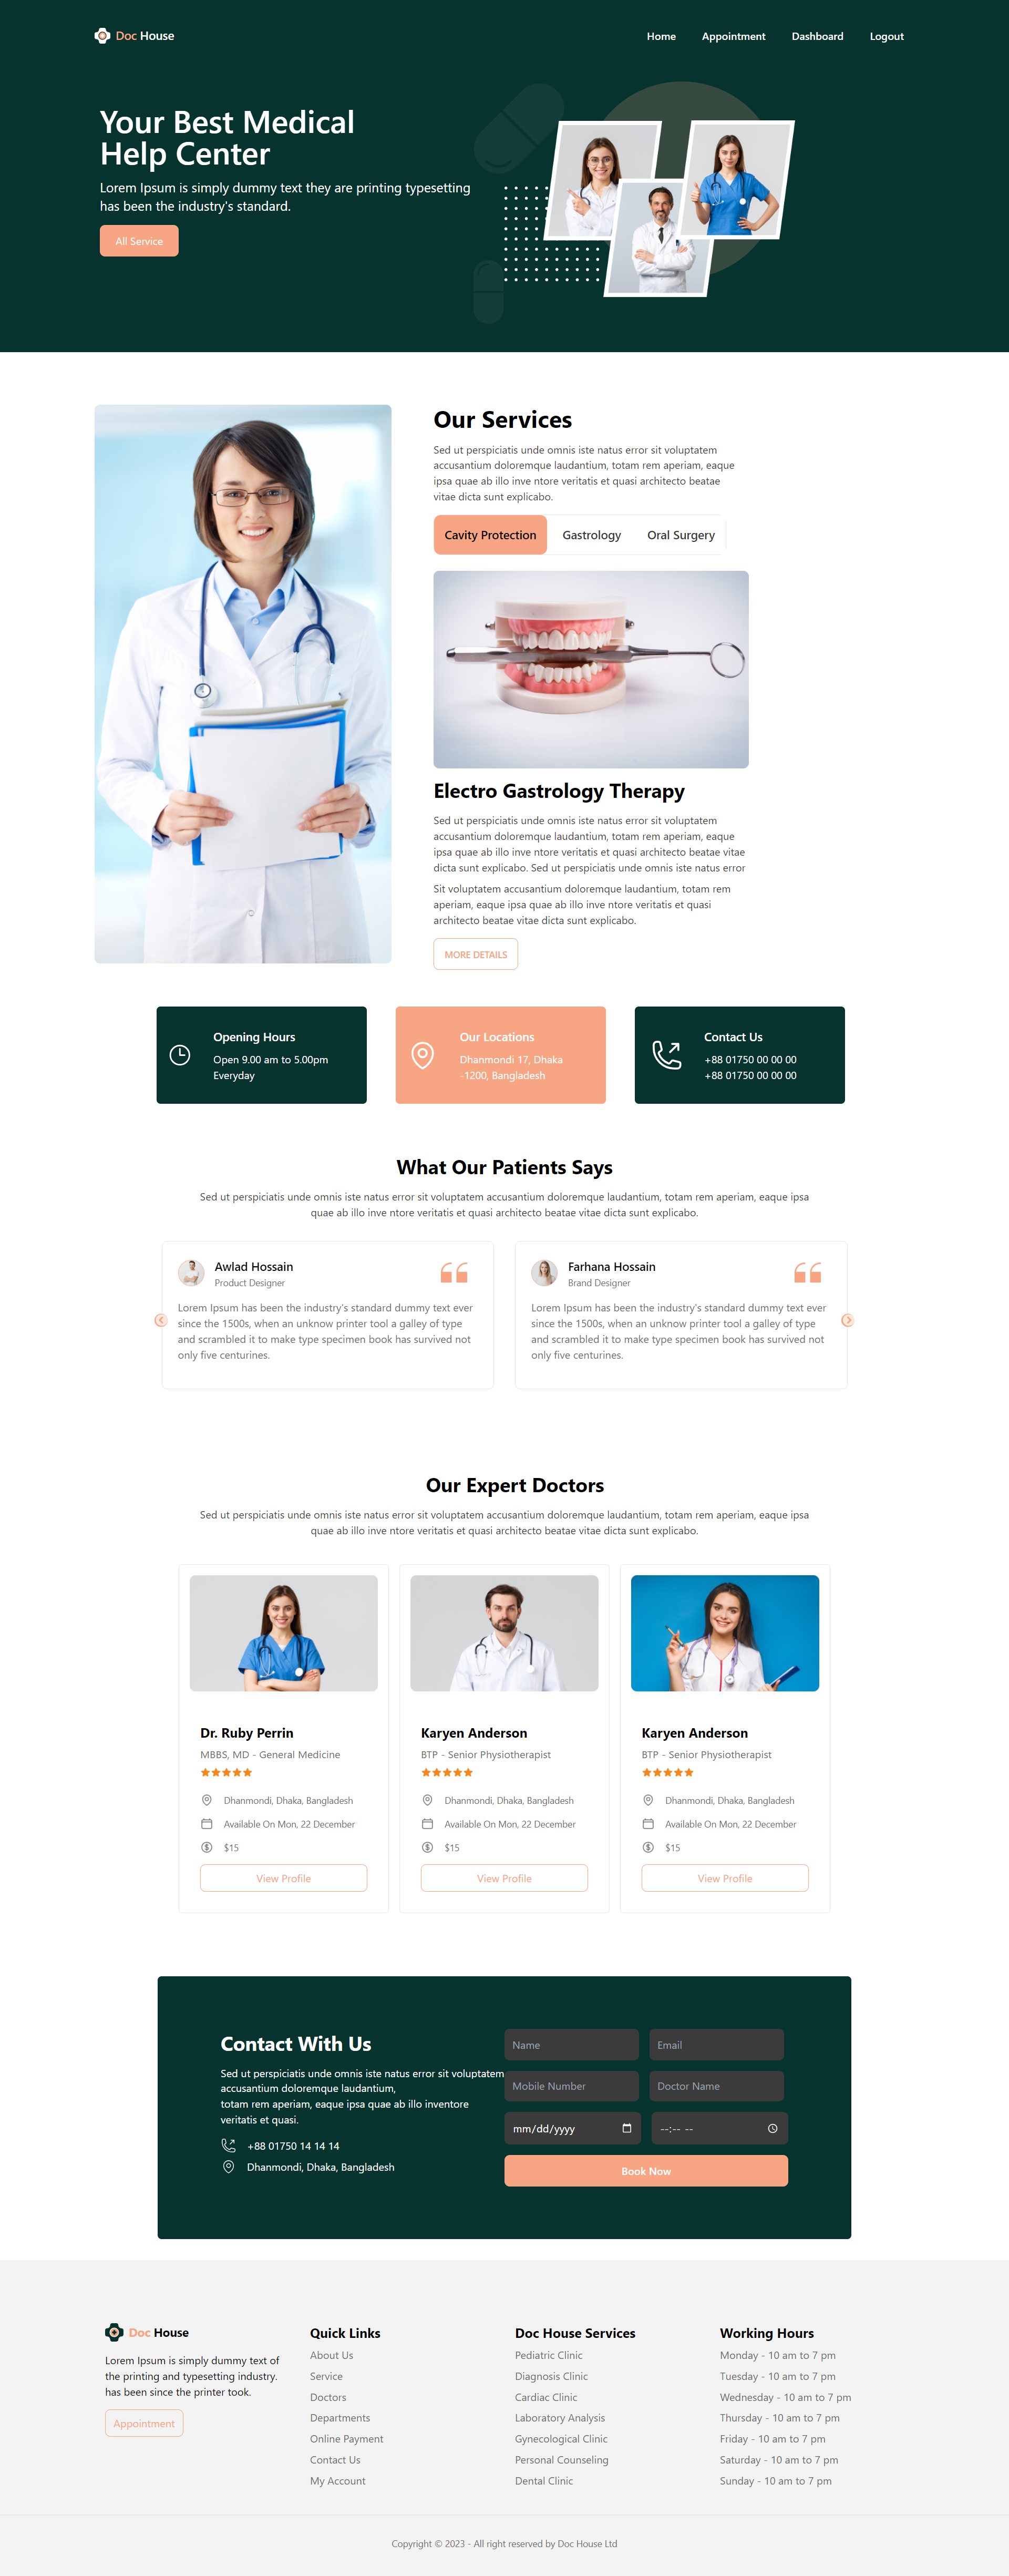 Doc House
Home Appointment Dashboard Logout
Your Best Medical
Help Center
Lorem Ipsum is simply dummy text they are printing typesetting
has been the industry's standard.
All Service
Our Services
Sed ut perspiciatis unde omnis iste natus error sit voluptatem
accusantium doloremque laudantium, totam rem aperiam, eaque
ipsa quae ab illo inve ntore veritatis et quasi architecto beatae
vitae dicta sunt explicabo.
Cavity Protection Gastrology Oral Surgery
Electro Gastrology Therapy
Sed ut perspiciatis unde omnis iste natus error sit voluptatem
accusantium doloremque laudantium, totam rem aperiam, eaque
ipsa quae ab illo inve ntore veritatis et quasi architecto beatae vitae
dicta sunt explicabo. Sed ut perspiciatis unde omnis iste natus error
Sit voluptatem accusantium doloremque laudantium, totam rem
aperiam, eaque ipsa quae ab illo inve ntore veritatis et quasi
architecto beatae vitae dicta sunt explicabo.
MORE DETAILS
Opening Hours
Open 9.00 am to 5.00pm
Everyday
Our Locations
Dhanmondi 17, Dhaka
-1200, Bangladesh
Contact Us
+88 01750 00 00 00
+88 01750 00 00 00
What Our Patients Says
Sed ut perspiciatis unde omnis iste natus error sit voluptatem accusantium doloremque laudantium, totam rem aperiam, eaque ipsa
quae ab illo inve ntore veritatis et quasi architecto beatae vitae dicta sunt explicabo.
Awlad Hossain
Product Designer
Lorem Ipsum has been the industry's standard dummy text ever
since the 1500s, when an unknow printer tool a galley of type
and scrambled it to make type specimen book has survived not
only five centurines.
Farhana Hossain
Brand Designer
Lorem Ipsum has been the industry's standard dummy text ever
since the 1500s, when an unknow printer tool a galley of type
and scrambled it to make type specimen book has survived not
only five centurines.
Our Expert Doctors
Sed ut perspiciatis unde omnis iste natus error sit voluptatem accusantium doloremque laudantium, totam rem aperiam, eaque ipsa
quae ab illo inve ntore veritatis et quasi architecto beatae vitae dicta sunt explicabo.
Dr. Ruby Perrin
MBBS, MD - General Medicine
Dhanmondi, Dhaka, Bangladesh
Available On Mon, 22 December
$15
View Profile
Karyen Anderson
BTP - Senior Physiotherapist
Dhanmondi, Dhaka, Bangladesh
Available On Mon, 22 December
$15
View Profile
Karyen Anderson
BTP - Senior Physiotherapist
Dhanmondi, Dhaka, Bangladesh
Available On Mon, 22 December
$15
View Profile
Contact With Us
Sed ut perspiciatis unde omnis iste natus error sit voluptatem
accusantium doloremque laudantium,
totam rem aperiam, eaque ipsa quae ab illo inventore
veritatis et quasi.
+88 01750 14 14 14
Dhanmondi, Dhaka, Bangladesh
Name Email
Mobile Number Doctor Name
mm/dd/yyyy --:-- --
Book Now
Doc House
Lorem Ipsum is simply dummy text of
the printing and typesetting industry.
has been since the printer took.
Appointment
Quick Links
About Us
Service
Doctors
Departments
Online Payment
Contact Us
My Account
Doc House Services
Pediatric Clinic
Diagnosis Clinic
Cardiac Clinic
Laboratory Analysis
Gynecological Clinic
Personal Counseling
Dental Clinic
Working Hours
Monday - 10 am to 7 pm
Tuesday - 10 am to 7 pm
Wednesday - 10 am to 7 pm
Thursday - 10 am to 7 pm
Friday - 10 am to 7 pm
Saturday - 10 am to 7 pm
Sunday - 10 am to 7 pm
Copyright © 2023 - All right reserved by Doc House Ltd